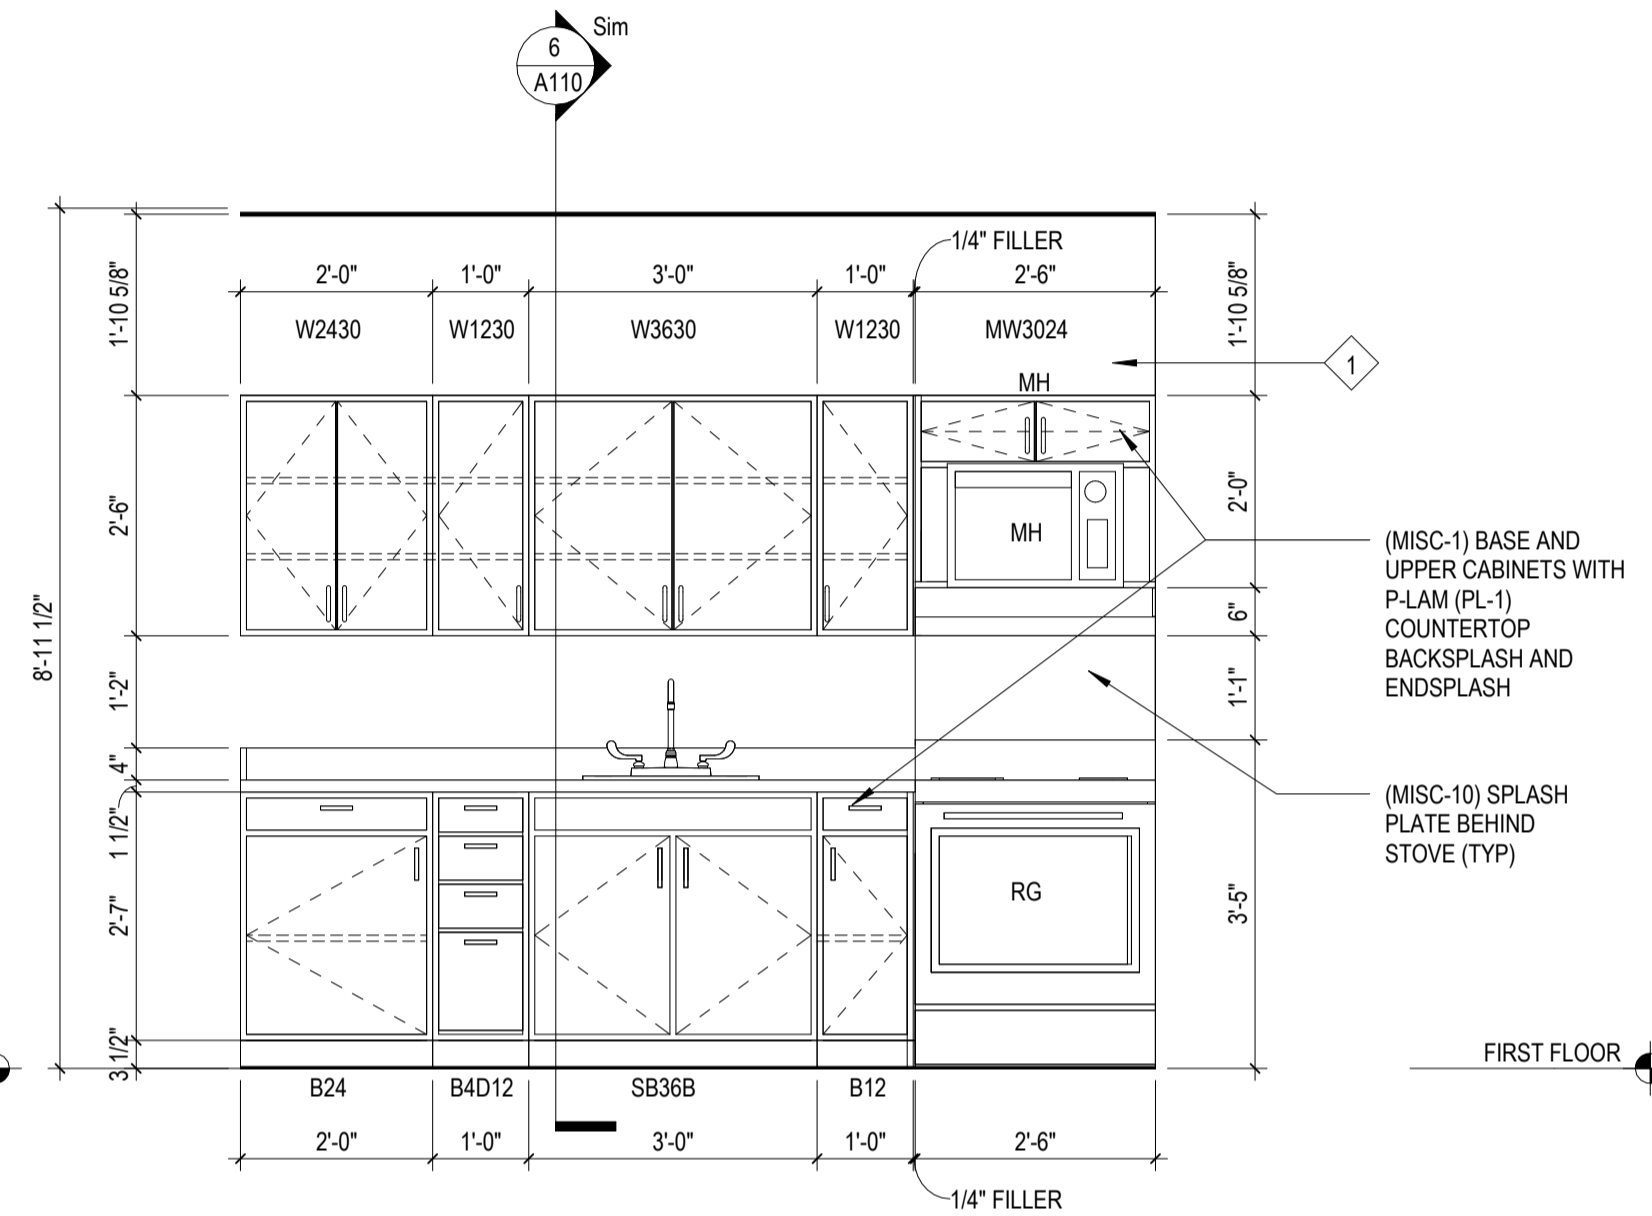 Sim
6
A110
1/4" FILLER
2'-0"
1'-0"
3'-0"
1'-0"
2'-6"
W2430
W1230
W3630
W1230
MW3024
MH
MH
RG
8'-11 1/2"
1'-10 5/8"
2'-6"
1'-2"
4"
1 1/2"
2'-7"
3 1/2"
1'-10 5/8"
2'-0"
6"
1'-1"
3'-5"
1
(MISC-1) BASE AND
UPPER CABINETS WITH
P-LAM (PL-1)
COUNTERTOP
BACKSPLASH AND
ENDSPLASH
(MISC-10) SPLASH
PLATE BEHIND
STOVE (TYP)
FIRST FLOOR
B24
B4D12
SB36B
B12
2'-0"
1'-0"
3'-0"
1'-0"
2'-6"
1/4" FILLER